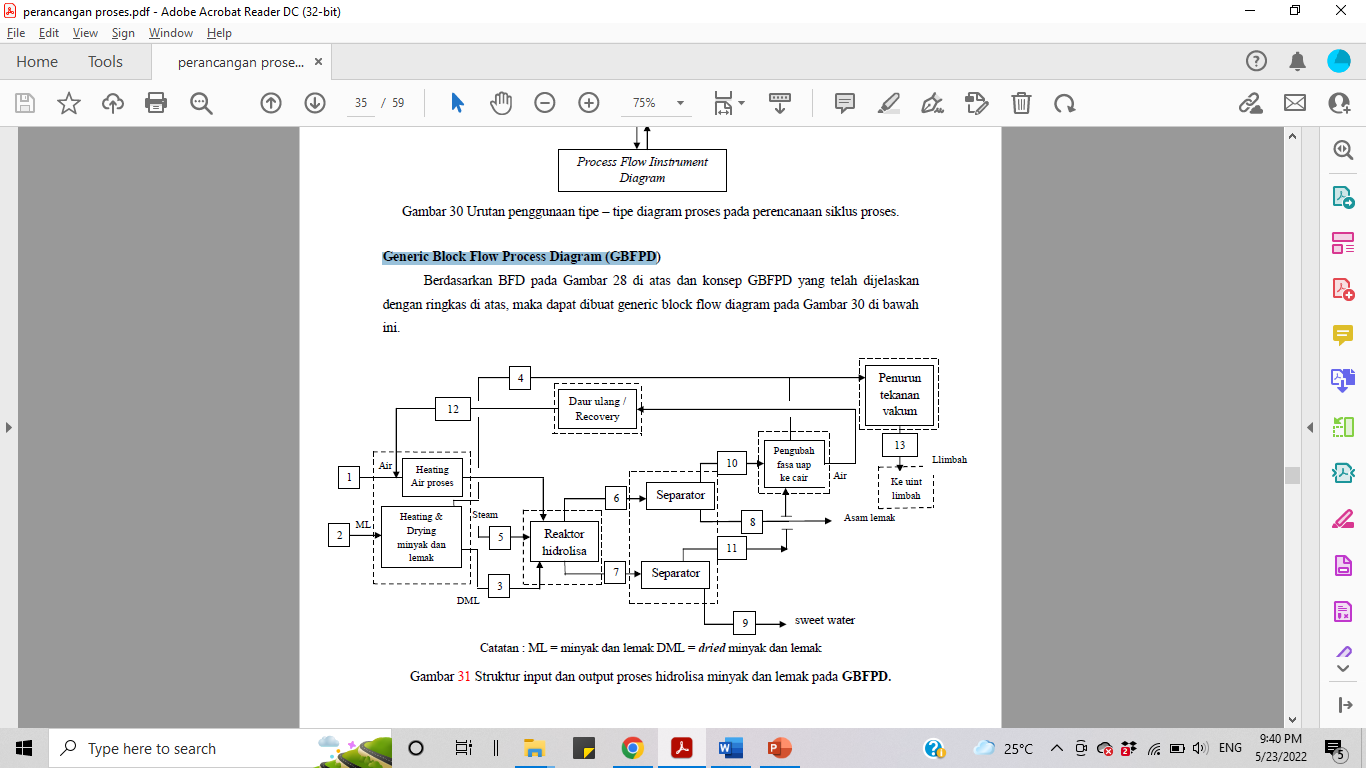 perancangan proses.pdf - Adobe Acrobat Reader DC (32-bit)
File Edit View Sign Window Help
Home Tools perancangan prose... ×
35 / 59 75%
Process Flow Iinstrument
Diagram
Gambar 30 Urutan penggunaan tipe – tipe diagram proses pada perencanaan siklus proses.
Generic Block Flow Process Diagram (GBFPD)
Berdasarkan BFD pada Gambar 28 di atas dan konsep GBFPD yang telah dijelaskan
dengan ringkas di atas, maka dapat dibuat generic block flow diagram pada Gambar 30 di bawah
ini.
4
Penurun
tekanan
vakum
12
Daur ulang /
Recovery
13
Llimbah
Ke uint
limbah
1
Air
Heating
Air proses
10
Pengubah
fasa uap
ke cair
Air
2
ML
Heating &
Drying
minyak dan
lemak
Steam
5
3
DML
Reaktor
hidrolisa
6
Separator
8
Asam lemak
11
7
Separator
9
sweet water
Catatan : ML = minyak dan lemak DML = dried minyak dan lemak
Gambar 31 Struktur input dan output proses hidrolisa minyak dan lemak pada GBFPD.
Type here to search
25°C
ENG
9:40 PM
5/23/2022
5